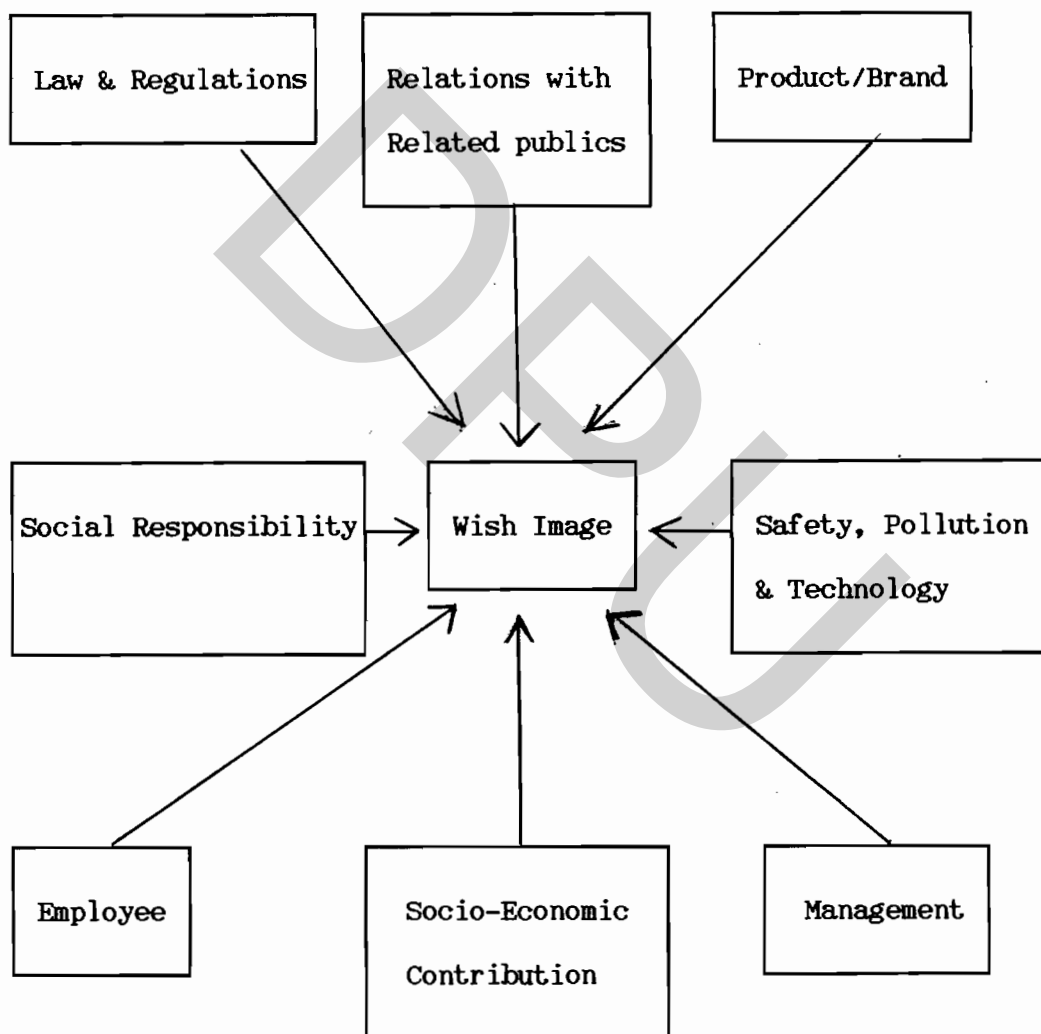 Law & Regulations
Relations with
Related publics
Product/Brand
Social Responsibility
Wish Image
Safety, Pollution
& Technology
Employee
Socio-Economic
Contribution
Management
DPU